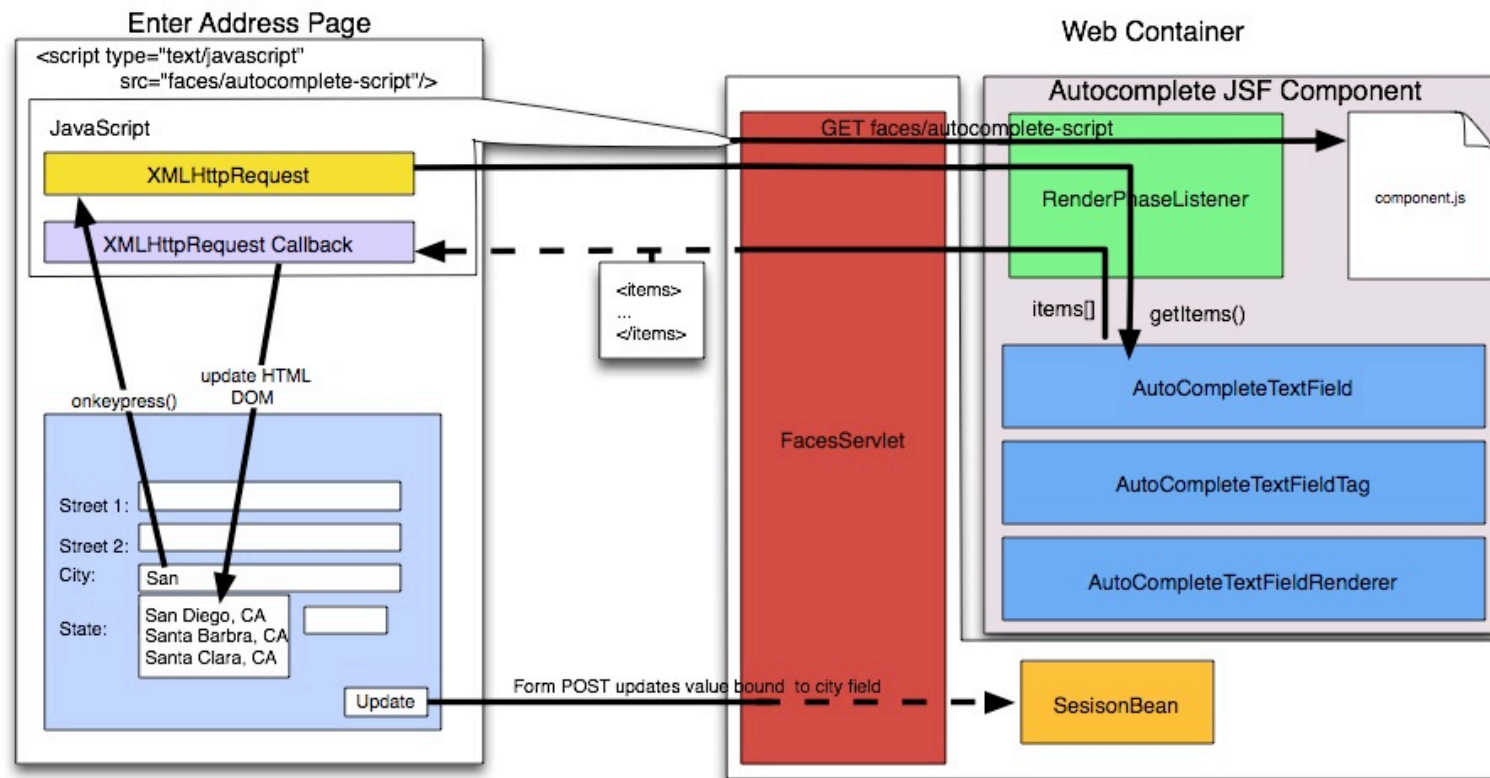 Enter Address Page
<script type="text/javascript"
src="faces/autocomplete-script"/>
JavaScript
XMLHttpRequest
XMLHttpRequest Callback
<items>
...
</items>
onkeypress()
update HTML
DOM
Street 1:
Street 2:
City:
San
State:
San Diego, CA
Santa Barbra, CA
Santa Clara, CA
Update
Form POST updates value bound to city field
Web Container
FacesServlet
Autocomplete JSF Component
GET faces/autocomplete-script
RenderPhaseListener
component.js
items[]
getItems()
AutoCompleteTextField
AutoCompleteTextFieldTag
AutoCompleteTextFieldRenderer
SesisonBean